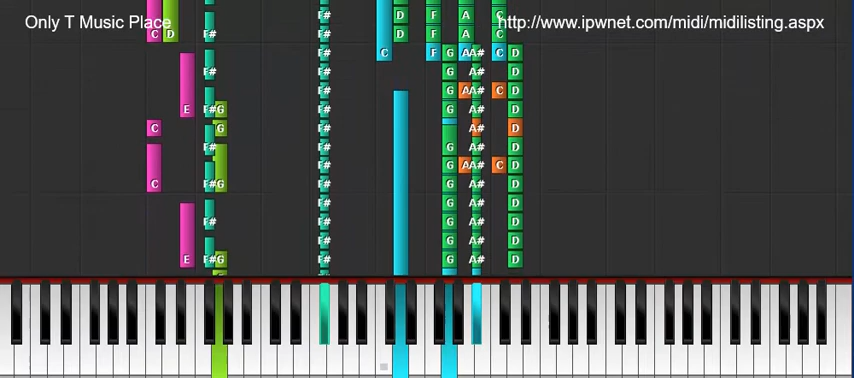 Only T Music Place
http://www.ipwnet.com/midi/midilisting.aspx
C D F# F# C D F A C
D F A C
F# F# C F G A A# C D
F# F# G A# D
E F# G F# G A A# C D
C G F# G A# D
F# F# G A# D
C F# G F# G A A# C D
F# G A# D
F# F# G A# D
F# G A# D
E F# G F# G A# D